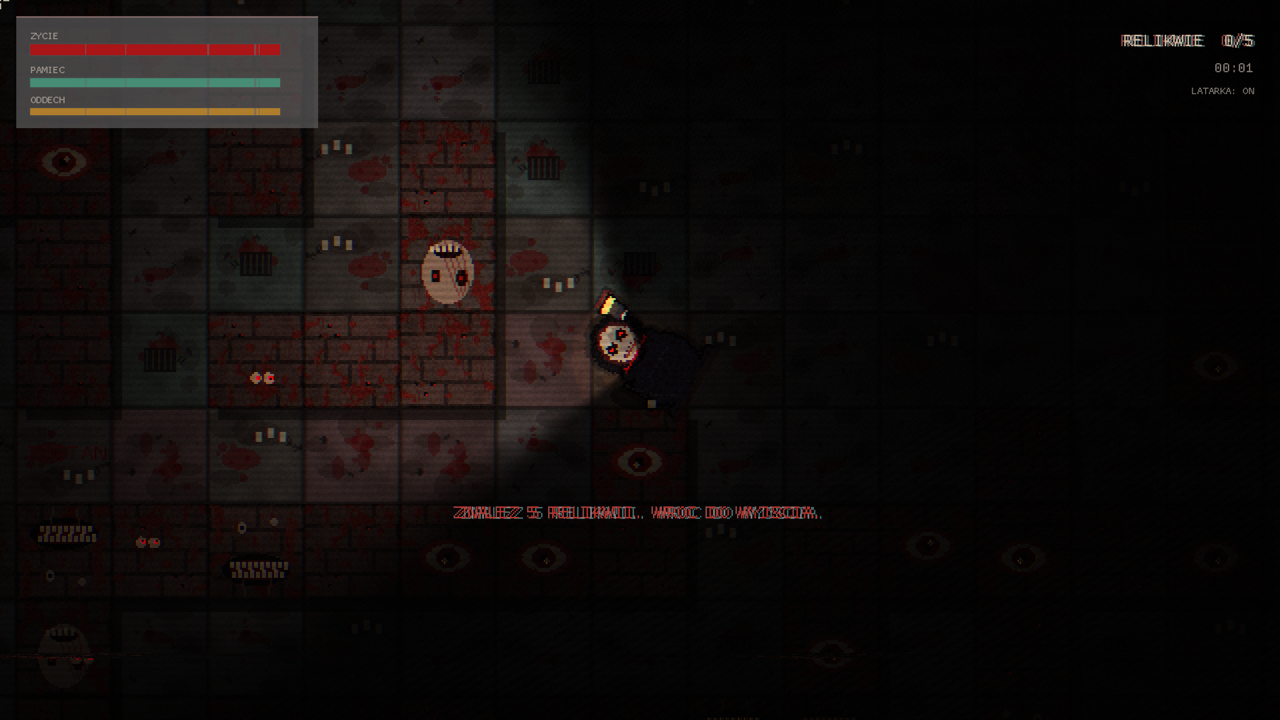 ZYCIE
PAMIEC
ODDECH
RELIKWIE 0/5
00:01
LATARKA: ON
ZNAJDZ 5 RELIKWII. WROC DO WYJSCIA.